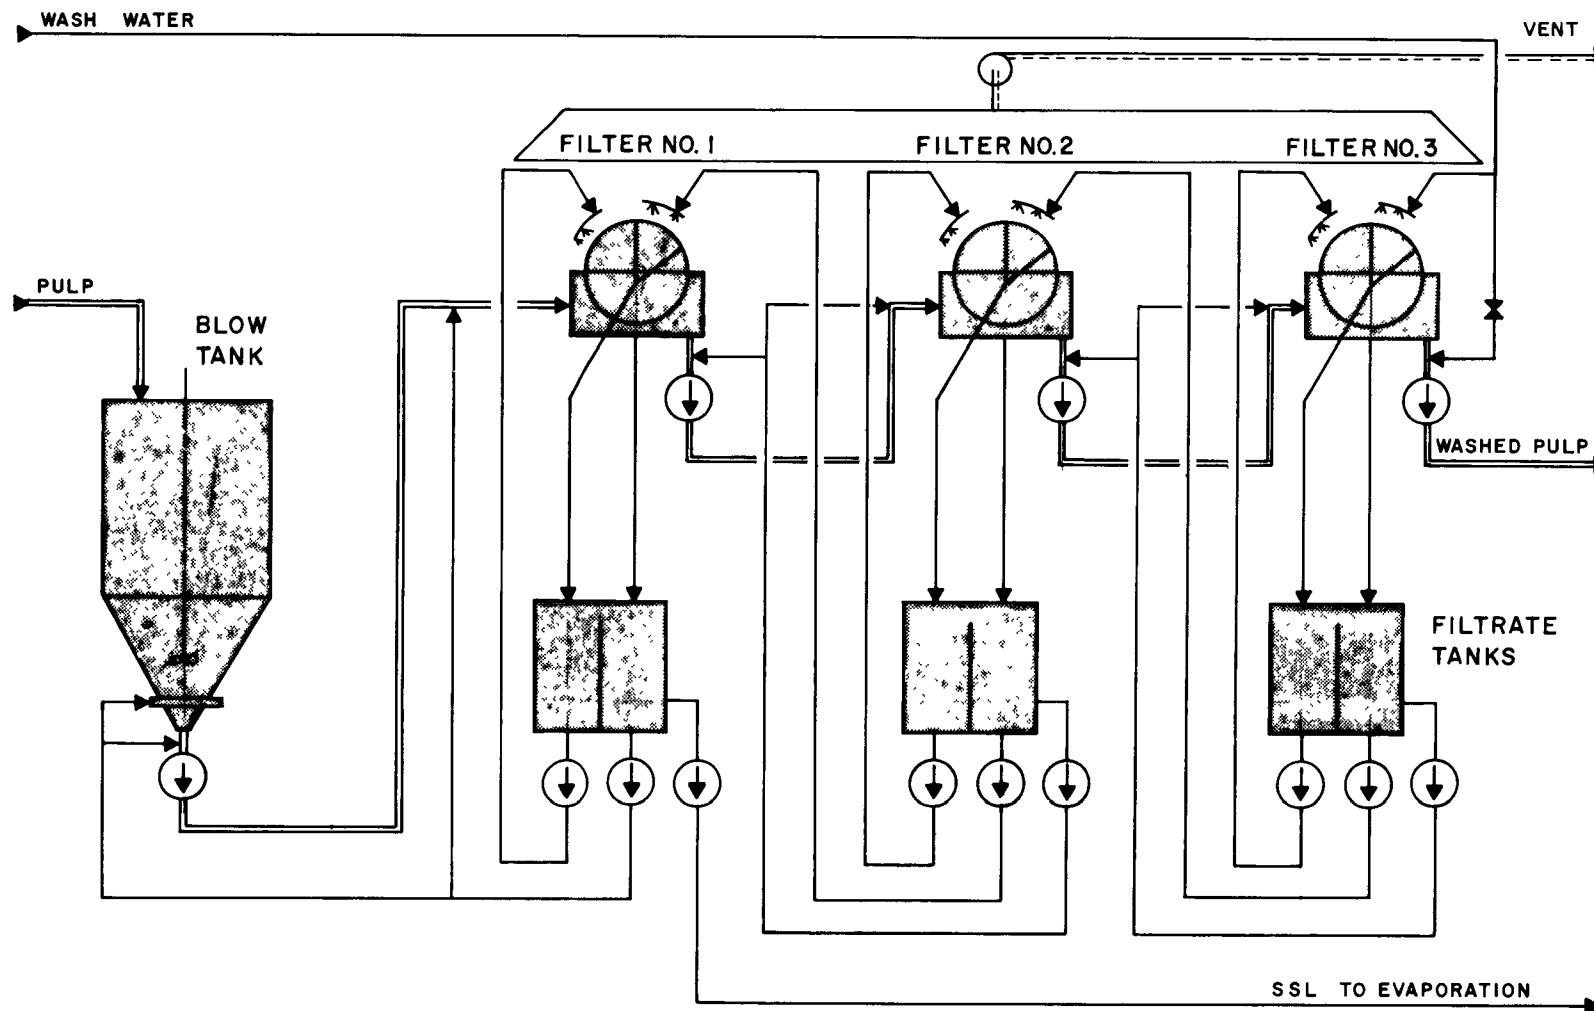 WASH WATER
VENT
FILTER NO. 1
FILTER NO. 2
FILTER NO. 3
PULP
BLOW
TANK
WASHED PULP
FILTRATE
TANKS
SSL TO EVAPORATION